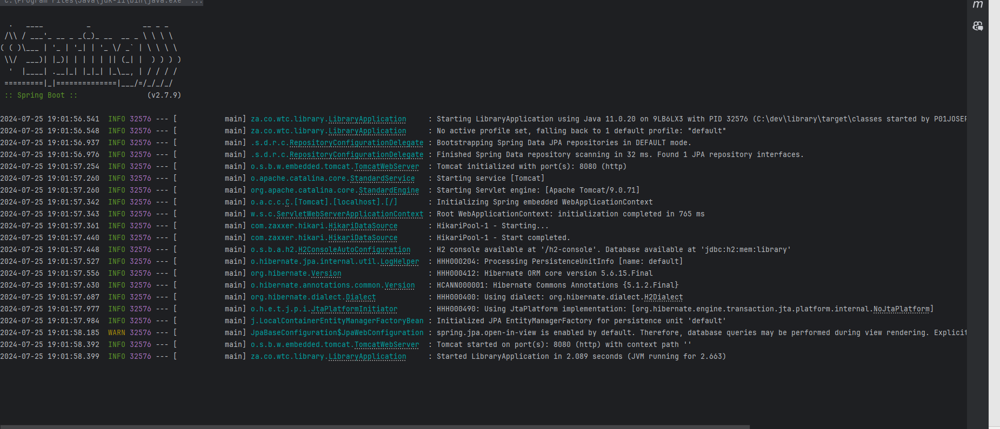 C:\Program Files\Java\jdk-11\bin\java.exe" ...
  .   ____          _            __ _ _
 /\\ / ___'_ __ _ _(_)_ __  __ _ \ \ \ \
( ( )\___ | '_ | '_| | '_ \/ _` | \ \ \ \
 \\/  ___)| |_)| | | | | || (_| |  ) ) ) )
  '  |____| .__|_| |_|_| |_\__, | / / / /
 =========|_|==============|___/=/_/_/_/
 :: Spring Boot ::                (v2.7.9)
2024-07-25 19:01:56.541  INFO 32576 --- [           main] za.co.wtc.library.LibraryApplication     : Starting LibraryApplication using Java 11.0.20 on 9LB6LX3 with PID 32576 (C:\dev\library\target\classes started by P01JOSEF
2024-07-25 19:01:56.548  INFO 32576 --- [           main] za.co.wtc.library.LibraryApplication     : No active profile set, falling back to 1 default profile: "default"
2024-07-25 19:01:56.937  INFO 32576 --- [           main] .s.d.r.c.RepositoryConfigurationDelegate : Bootstrapping Spring Data JPA repositories in DEFAULT mode.
2024-07-25 19:01:56.976  INFO 32576 --- [           main] .s.d.r.c.RepositoryConfigurationDelegate : Finished Spring Data repository scanning in 32 ms. Found 1 JPA repository interfaces.
2024-07-25 19:01:57.254  INFO 32576 --- [           main] o.s.b.w.embedded.tomcat.TomcatWebServer  : Tomcat initialized with port(s): 8080 (http)
2024-07-25 19:01:57.260  INFO 32576 --- [           main] o.apache.catalina.core.StandardService   : Starting service [Tomcat]
2024-07-25 19:01:57.260  INFO 32576 --- [           main] org.apache.catalina.core.StandardEngine  : Starting Servlet engine: [Apache Tomcat/9.0.71]
2024-07-25 19:01:57.342  INFO 32576 --- [           main] o.a.c.c.C.[Tomcat].[localhost].[/]       : Initializing Spring embedded WebApplicationContext
2024-07-25 19:01:57.343  INFO 32576 --- [           main] w.s.c.ServletWebServerApplicationContext : Root WebApplicationContext: initialization completed in 765 ms
2024-07-25 19:01:57.361  INFO 32576 --- [           main] com.zaxxer.hikari.HikariDataSource       : HikariPool-1 - Starting...
2024-07-25 19:01:57.440  INFO 32576 --- [           main] com.zaxxer.hikari.HikariDataSource       : HikariPool-1 - Start completed.
2024-07-25 19:01:57.448  INFO 32576 --- [           main] o.s.b.a.h2.H2ConsoleAutoConfiguration    : H2 console available at '/h2-console'. Database available at 'jdbc:h2:mem:library'
2024-07-25 19:01:57.527  INFO 32576 --- [           main] o.hibernate.jpa.internal.util.LogHelper  : HHH000204: Processing PersistenceUnitInfo [name: default]
2024-07-25 19:01:57.556  INFO 32576 --- [           main] org.hibernate.Version                    : HHH000412: Hibernate ORM core version 5.6.15.Final
2024-07-25 19:01:57.630  INFO 32576 --- [           main] o.hibernate.annotations.common.Version   : HCANN000001: Hibernate Commons Annotations {5.1.2.Final}
2024-07-25 19:01:57.687  INFO 32576 --- [           main] org.hibernate.dialect.Dialect            : HHH000400: Using dialect: org.hibernate.dialect.H2Dialect
2024-07-25 19:01:57.977  INFO 32576 --- [           main] o.h.e.t.j.p.i.JtaPlatformInitiator       : HHH000490: Using JtaPlatform implementation: [org.hibernate.engine.transaction.jta.platform.internal.NoJtaPlatform]
2024-07-25 19:01:57.984  INFO 32576 --- [           main] j.LocalContainerEntityManagerFactoryBean : Initialized JPA EntityManagerFactory for persistence unit 'default'
2024-07-25 19:01:58.185  WARN 32576 --- [           main] JpaBaseConfiguration$JpaWebConfiguration : spring.jpa.open-in-view is enabled by default. Therefore, database queries may be performed during view rendering. Explicit
2024-07-25 19:01:58.392  INFO 32576 --- [           main] o.s.b.w.embedded.tomcat.TomcatWebServer  : Tomcat started on port(s): 8080 (http) with context path ''
2024-07-25 19:01:58.399  INFO 32576 --- [           main] za.co.wtc.library.LibraryApplication     : Started LibraryApplication in 2.089 seconds (JVM running for 2.663)
m